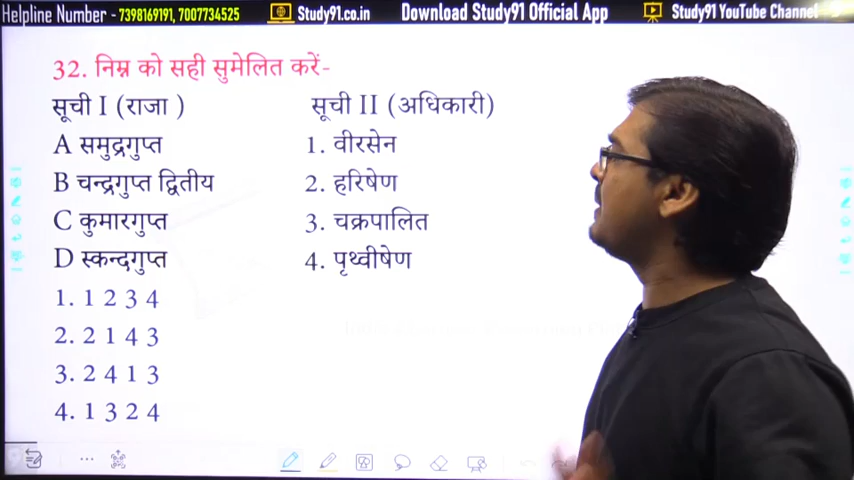 Helpline Number - 7398169191, 7007734525 Study91.co.in Download Study91 Official App Study91 YouTube Channel
32. निम्न को सही सुमेलित करें-
सूची I (राजा ) सूची II (अधिकारी)
A समुद्रगुप्त 1. वीरसेन
B चन्द्रगुप्त द्वितीय 2. हरिषेण
C कुमारगुप्त 3. चक्रपालित
D स्कन्दगुप्त 4. पृथ्वीषेण
1. 1 2 3 4
2. 2 1 4 3
3. 2 4 1 3
4. 1 3 2 4